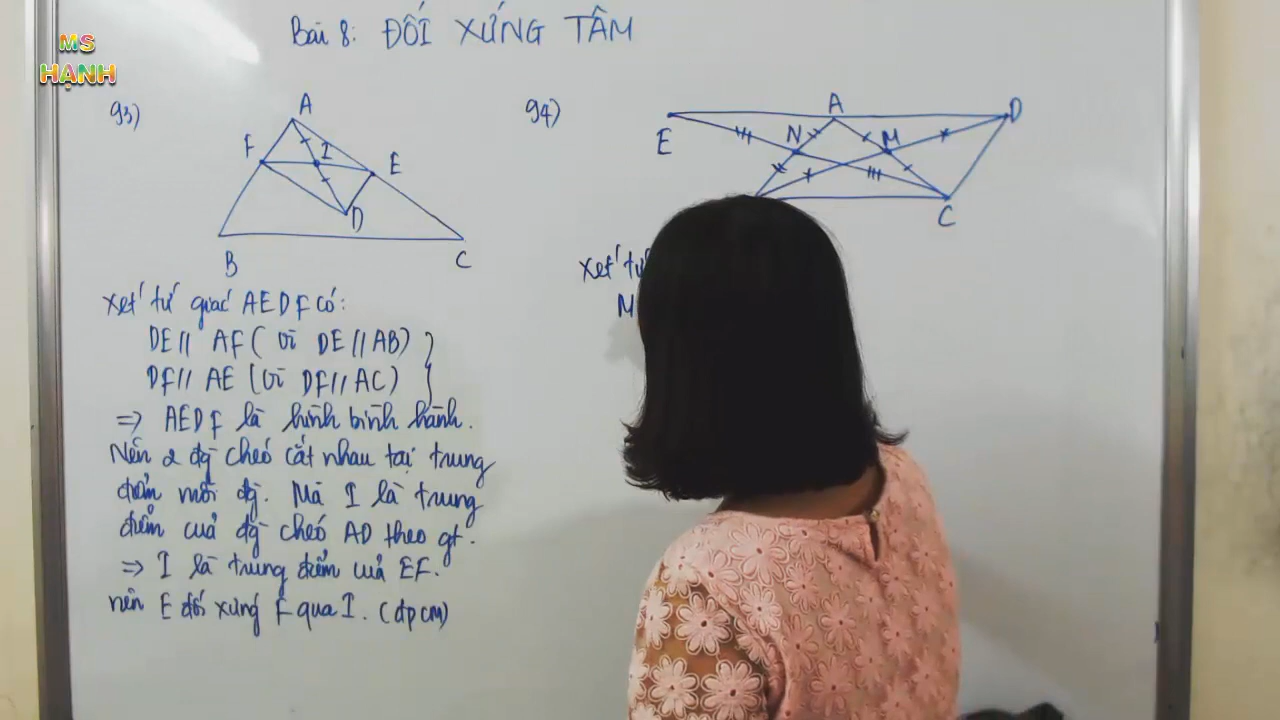 MS
HẠNH
Bài 8: ĐỐI XỨNG TÂM
93)
A
F
I
E
D
B
C
Xét tứ giác AEDF có:
DE // AF ( vì DE // AB)
DF // AE (vì DF // AC)
=> AEDF là hình bình hành.
Nên 2 đg chéo cắt nhau tại trung
điểm mỗi đg. Mà I là trung
điểm của đg chéo AD theo gt.
=> I là trung điểm của EF.
nên E đối xứng F qua I. (đpcm)
94)
A
D
E
N
M
C
Xét tứ
M